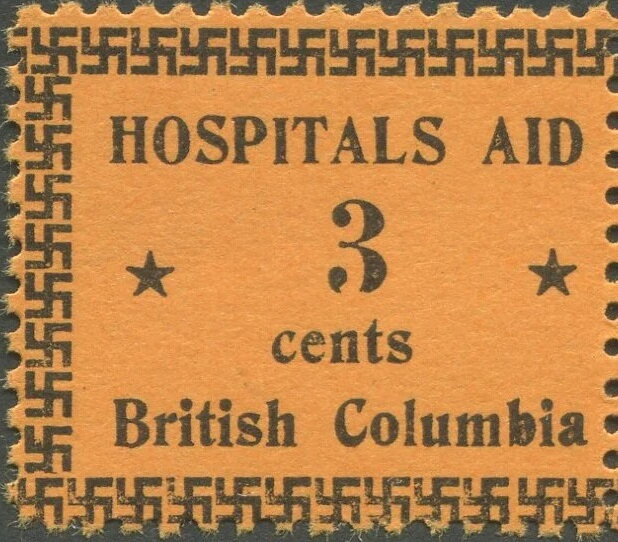 HOSPITALS AID
3
cents
British Columbia